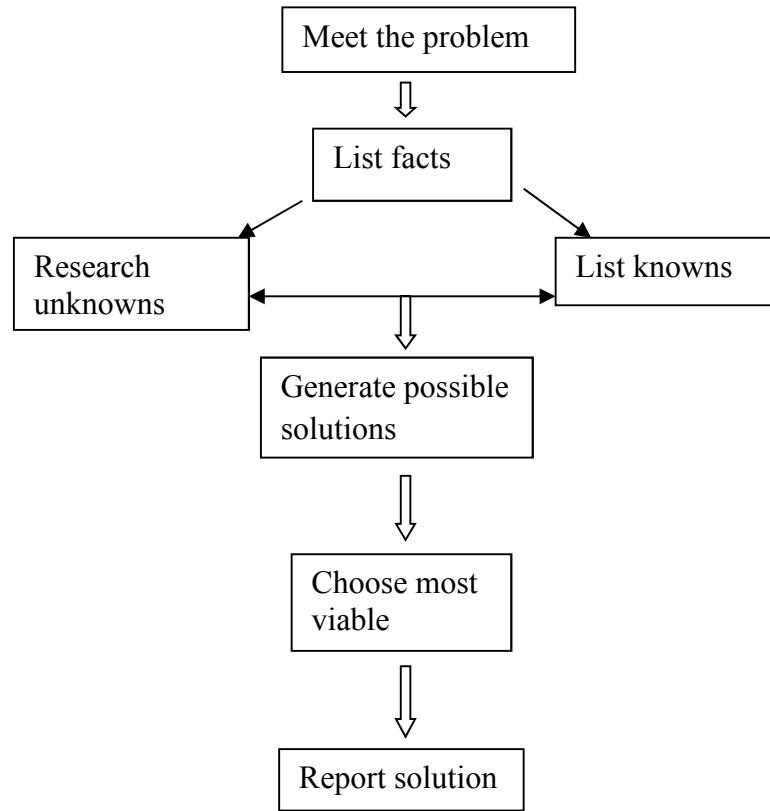 Meet the problem
List facts
Research
unknowns
List knowns
Generate possible
solutions
Choose most
viable
Report solution